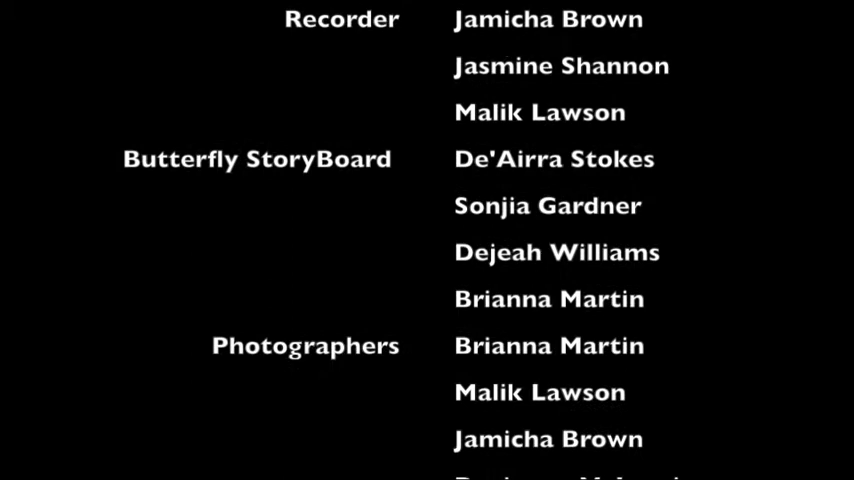 Recorder Jamicha Brown
Jasmine Shannon
Malik Lawson
Butterfly StoryBoard De'Airra Stokes
Sonjia Gardner
Dejeah Williams
Brianna Martin
Photographers Brianna Martin
Malik Lawson
Jamicha Brown